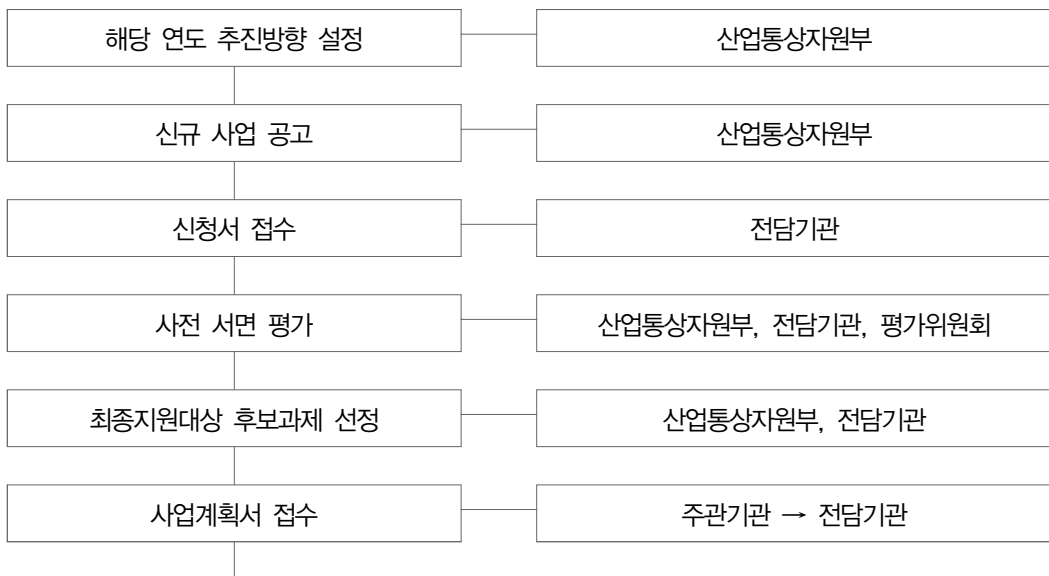 해당 연도 추진방향 설정
산업통상자원부
신규 사업 공고
산업통상자원부
신청서 접수
전담기관
사전 서면 평가
산업통상자원부, 전담기관, 평가위원회
최종지원대상 후보과제 선정
산업통상자원부, 전담기관
사업계획서 접수
주관기관 → 전담기관